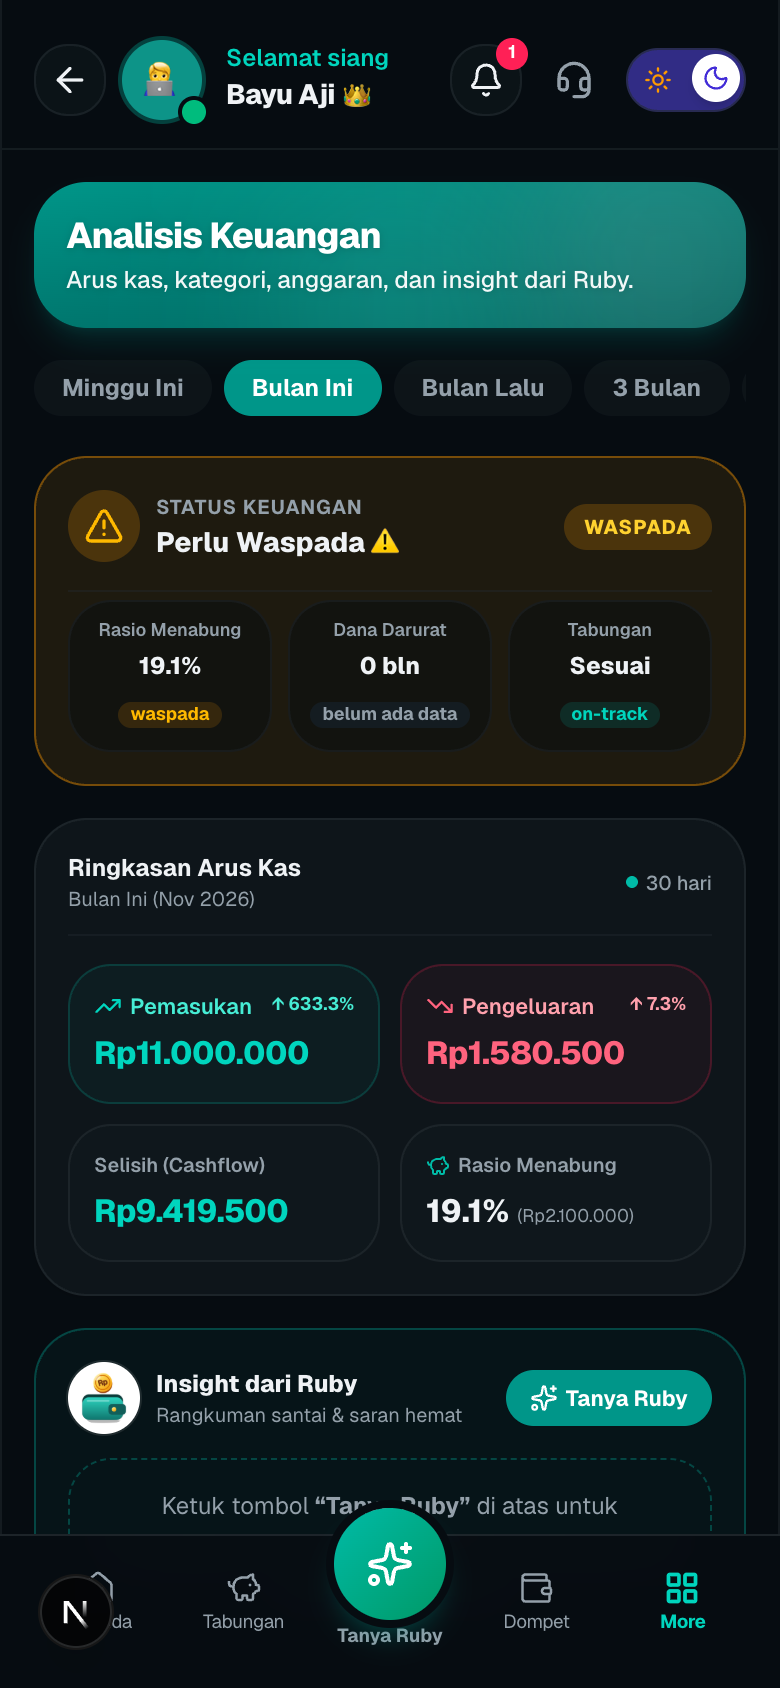 Selamat siang
Bayu Aji 👑
1
Analisis Keuangan
Arus kas, kategori, anggaran, dan insight dari Ruby.
Minggu Ini
Bulan Ini
Bulan Lalu
3 Bulan
STATUS KEUANGAN
Perlu Waspada ⚠️
WASPADA
Rasio Menabung
19.1%
waspada
Dana Darurat
0 bln
belum ada data
Tabungan
Sesuai
on-track
Ringkasan Arus Kas
Bulan Ini (Nov 2026)
30 hari
Pemasukan ↑ 633.3%
Rp11.000.000
Pengeluaran ↑ 7.3%
Rp1.580.500
Selisih (Cashflow)
Rp9.419.500
Rasio Menabung
19.1% (Rp2.100.000)
Rp
Insight dari Ruby
Rangkuman santai & saran hemat
Tanya Ruby
Ketuk tombol “Tanya Ruby” di atas untuk
N
da
Tabungan
Tanya Ruby
Dompet
More